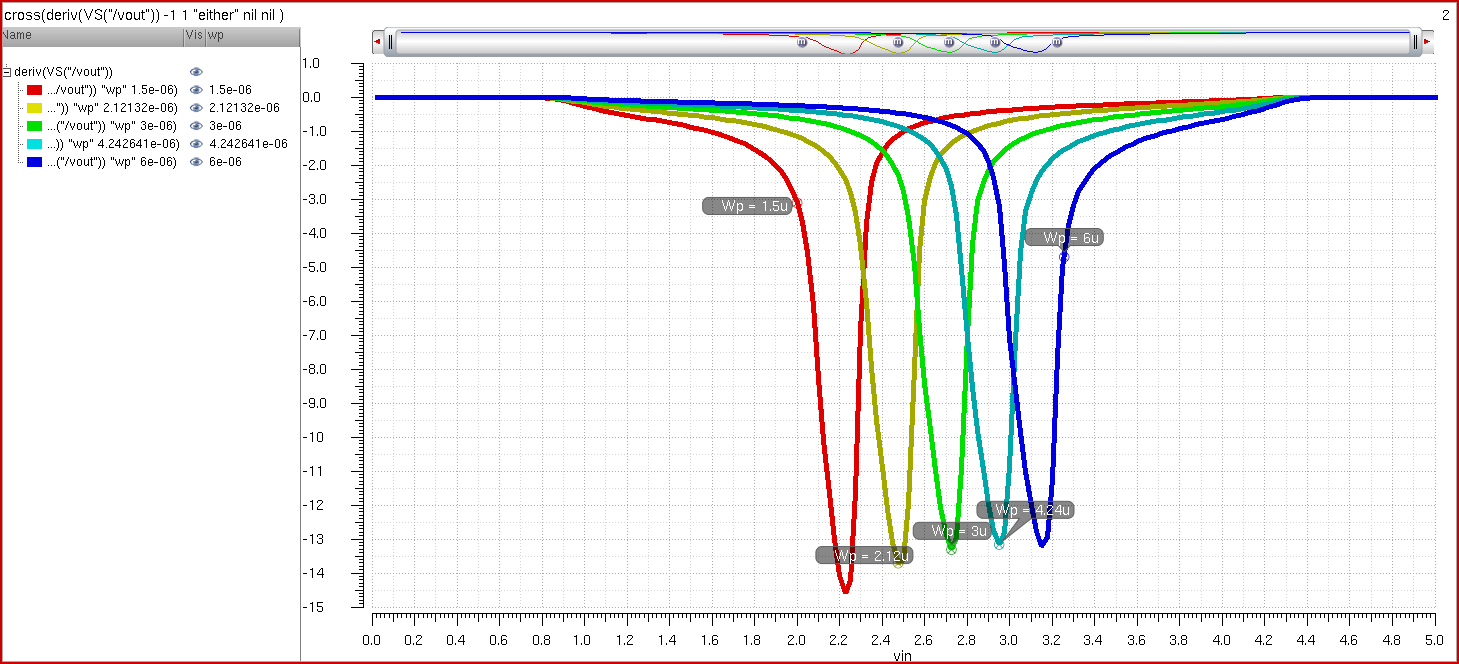 cross(deriv(VS("/vout")) -1 1 "either" nil nil )
2
Name Vis wp
deriv(VS("/vout"))
.../vout")) "wp" 1.5e-06) 1.5e-06
...")) "wp" 2.12132e-06) 2.12132e-06
...("/vout")) "wp" 3e-06) 3e-06
...)) "wp" 4.242641e-06) 4.242641e-06
...("/vout")) "wp" 6e-06) 6e-06
1.0
0.0
-1.0
-2.0
-3.0
-4.0
-5.0
-6.0
-7.0
-8.0
-9.0
-10
-11
-12
-13
-14
-15
Wp = 1.5u
Wp = 6u
Wp = 4.24u
Wp = 3u
Wp = 2.12u
0.0 0.2 0.4 0.6 0.8 1.0 1.2 1.4 1.6 1.8 2.0 2.2 2.4 2.6 2.8 3.0 3.2 3.4 3.6 3.8 4.0 4.2 4.4 4.6 4.8 5.0
vin